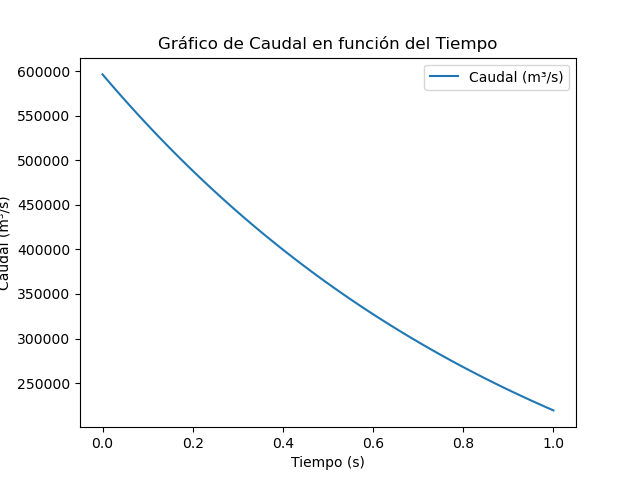 Gráfico de Caudal en función del Tiempo
Caudal (m³/s)
600000
550000
500000
450000
400000
350000
300000
250000
Caudal (m³/s)
0.0 0.2 0.4 0.6 0.8 1.0
Tiempo (s)